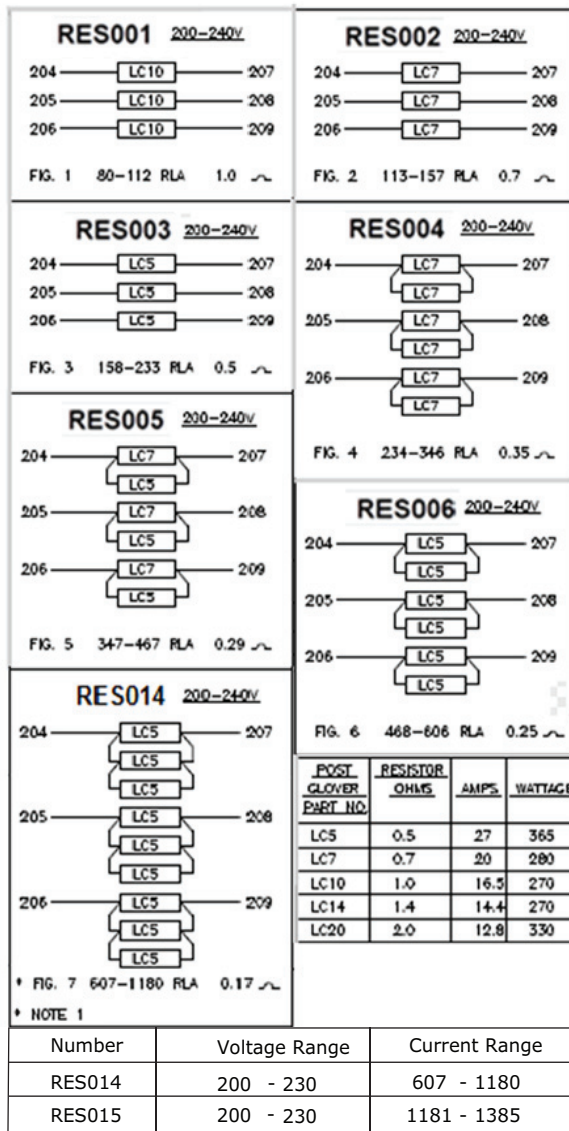 RES001 200-240V
204 LC10 207
205 LC10 208
206 LC10 209
FIG. 1 80-112 RLA 1.0
RES002 200-240V
204 LC7 207
205 LC7 208
206 LC7 209
FIG. 2 113-157 RLA 0.7
RES003 200-240V
204 LC5 207
205 LC5 208
206 LC5 209
FIG. 3 158-233 RLA 0.5
RES004 200-240V
204 LC7 207
LC7
205 LC7 208
LC7
206 LC7 209
LC7
FIG. 4 234-346 RLA 0.35
RES005 200-240V
204 LC7 207
LC5
205 LC7 208
LC5
206 LC7 209
LC5
FIG. 5 347-467 RLA 0.29
RES006 200-240V
204 LC5 207
LC5
205 LC5 208
LC5
206 LC5 209
LC5
FIG. 6 468-606 RLA 0.25
RES014 200-240V
204 LC5 207
LC5
LC5
205 LC5 208
LC5
LC5
206 LC5 209
LC5
LC5
* FIG. 7 607-1180 RLA 0.17
* NOTE 1
POST GLOVER PART NO. RESISTOR OHMS AMPS WATTAGE
LC5 0.5 27 365
LC7 0.7 20 280
LC10 1.0 16.5 270
LC14 1.4 14.4 270
LC20 2.0 12.8 330
Number Voltage Range Current Range
RES014 200 - 230 607 - 1180
RES015 200 - 230 1181 - 1385